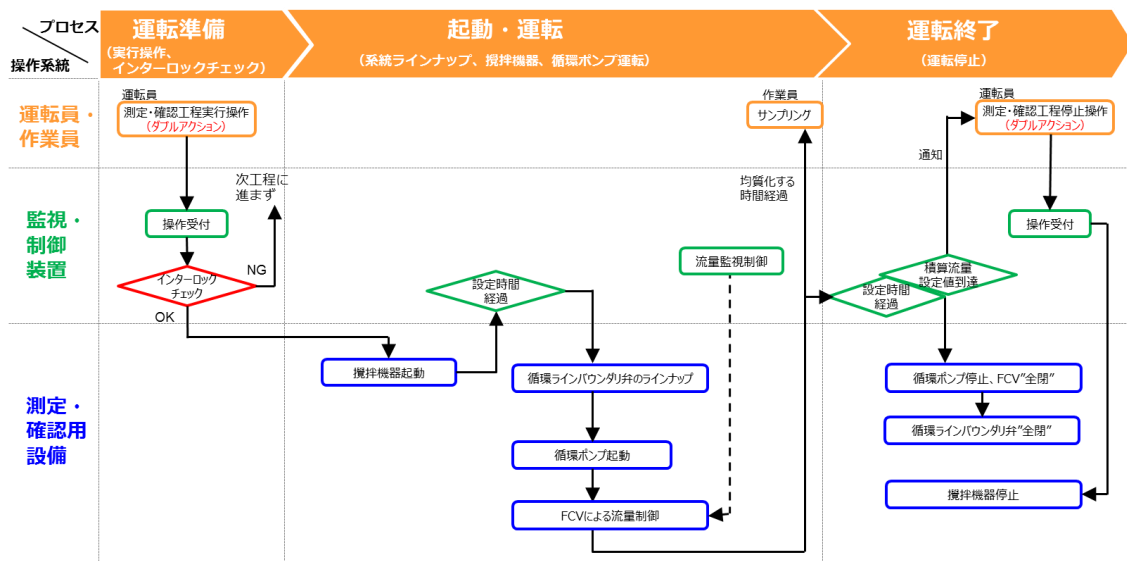 プロセス
操作系統
運転準備
(実行操作、
インターロックチェック)
起動・運転
(系統ラインナップ、攪拌機器、循環ポンプ運転)
運転終了
(運転停止)
運転員・
作業員
運転員
測定・確認工程実行操作
(ダブルアクション)
作業員
サンプリング
運転員
測定・確認工程停止操作
(ダブルアクション)
通知
監視・
制御
装置
次工程に
進まず
操作受付
インターロック
チェック
NG
OK
設定時間
経過
流量監視制御
均質化する
時間経過
積算流量
設定値到達
設定時間
経過
操作受付
測定・
確認用
設備
攪拌機器起動
循環ラインバウンダリ弁のラインナップ
循環ポンプ起動
FCVによる流量制御
循環ポンプ停止、FCV”全閉”
循環ラインバウンダリ弁”全閉”
攪拌機器停止